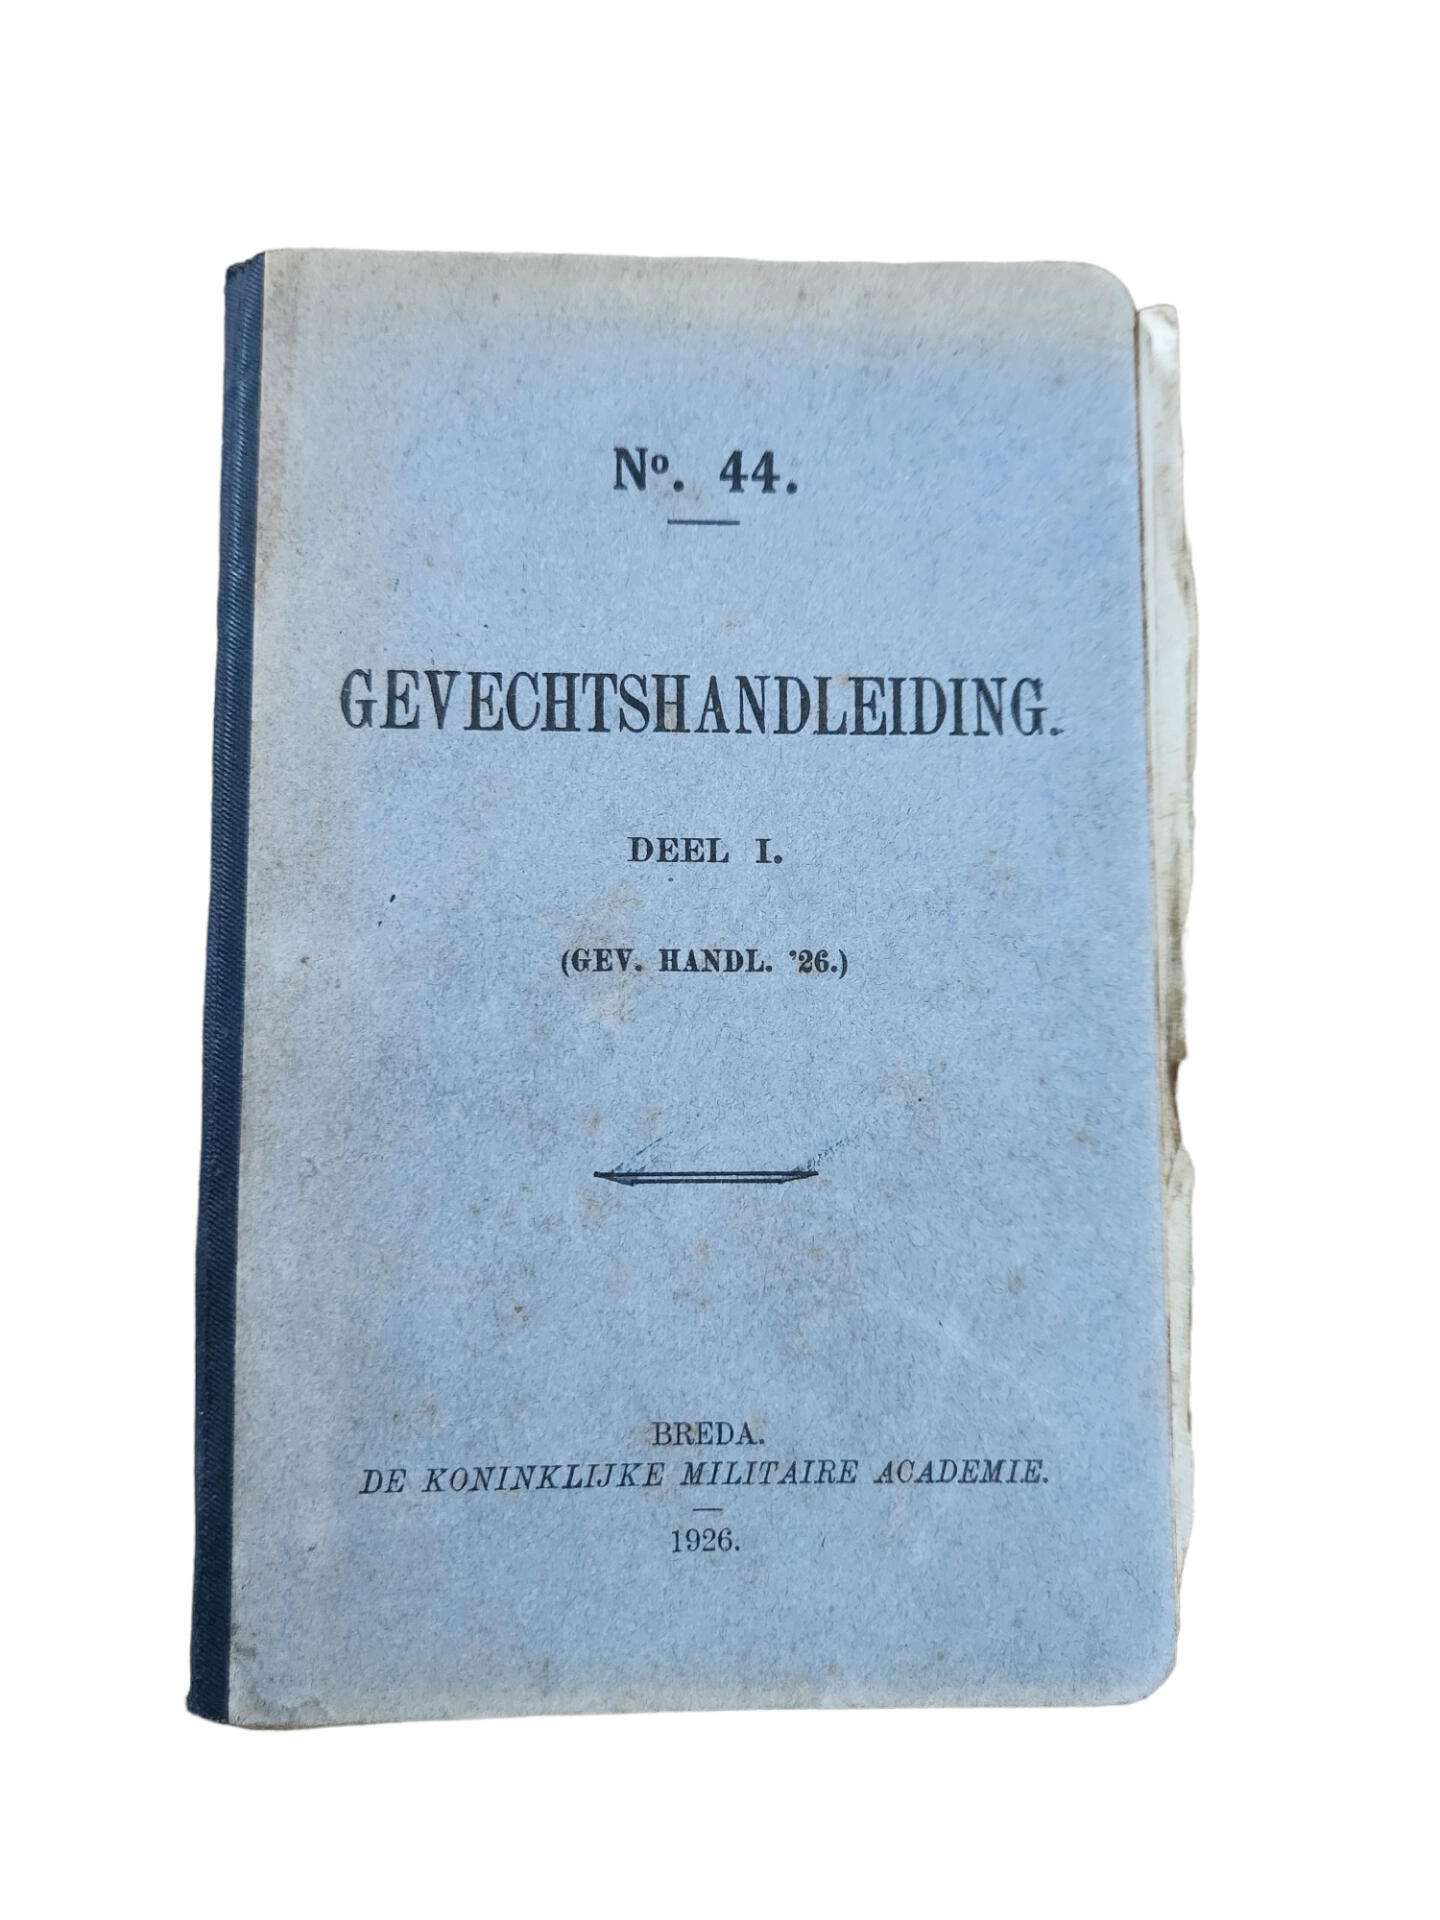 Nº. 44.
GEVECHTSHANDLEIDING.
DEEL I.
(GEV. HANDL. '26.)
BREDA.
DE KONINKLIJKE MILITAIRE ACADEMIE.
1926.